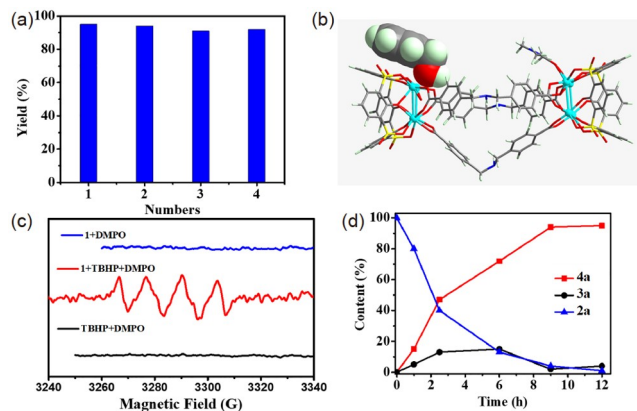 (a)
Yield (%)
100
80
60
40
20
0
1 2 3 4
Numbers
(b)
(c)
1+DMPO
1+TBHP+DMPO
TBHP+DMPO
3240 3260 3280 3300 3320 3340
Magnetic Field (G)
(d)
Content (%)
100
80
60
40
20
0
4a
3a
2a
0 2 4 6 8 10 12
Time (h)